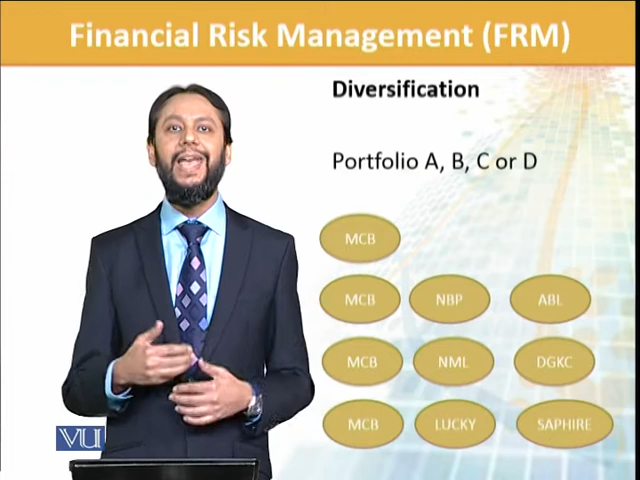 Financial Risk Management (FRM)
Diversification
Portfolio A, B, C or D
MCB
MCB NBP ABL
MCB NML DGKC
MCB LUCKY SAPHIRE
VU